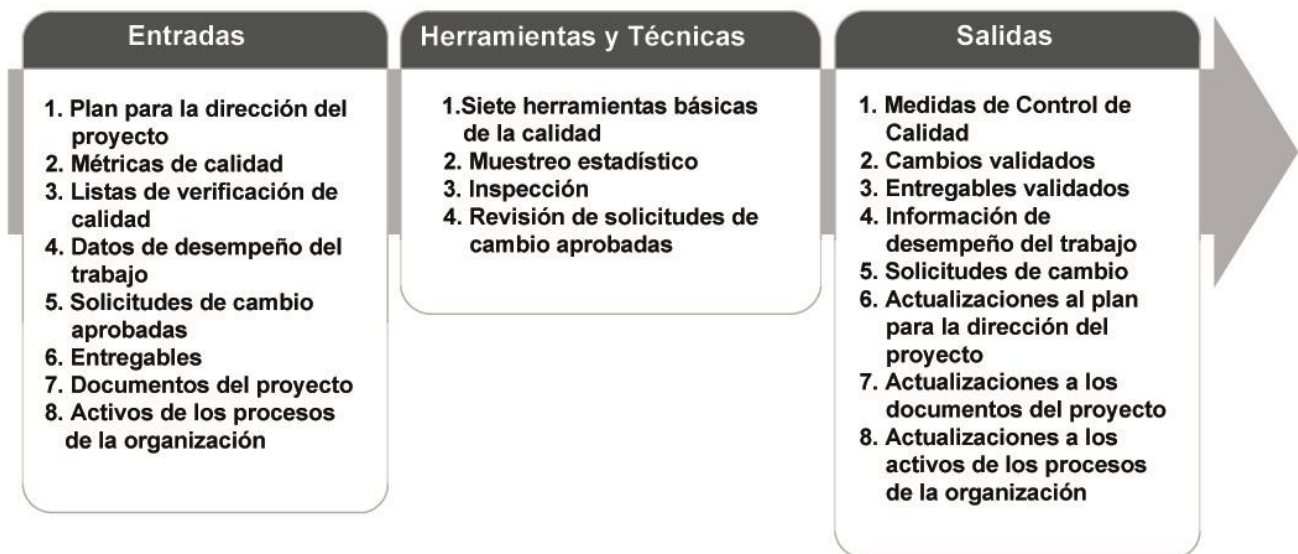 Entradas
1. Plan para la dirección del
proyecto
2. Métricas de calidad
3. Listas de verificación de
calidad
4. Datos de desempeño del
trabajo
5. Solicitudes de cambio
aprobadas
6. Entregables
7. Documentos del proyecto
8. Activos de los procesos
de la organización
Herramientas y Técnicas
1.Siete herramientas básicas
de la calidad
2. Muestreo estadístico
3. Inspección
4. Revisión de solicitudes de
cambio aprobadas
Salidas
1. Medidas de Control de
Calidad
2. Cambios validados
3. Entregables validados
4. Información de
desempeño del trabajo
5. Solicitudes de cambio
6. Actualizaciones al plan
para la dirección del
proyecto
7. Actualizaciones a los
documentos del proyecto
8. Actualizaciones a los
activos de los procesos
de la organización